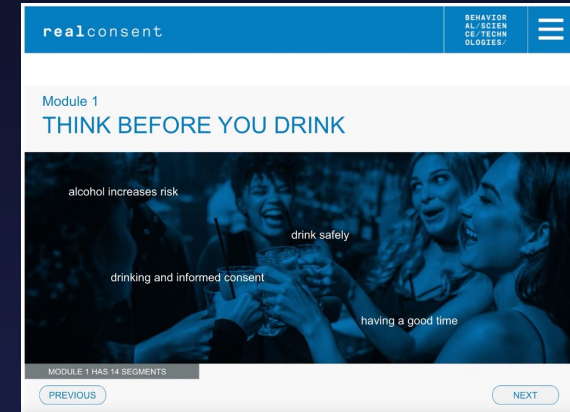 realconsent
BEHAVIOR
AL/SCIEN
CE/TECHN
OLOGIES/
Module 1
THINK BEFORE YOU DRINK
alcohol increases risk
drink safely
drinking and informed consent
having a good time
MODULE 1 HAS 14 SEGMENTS
PREVIOUS
NEXT